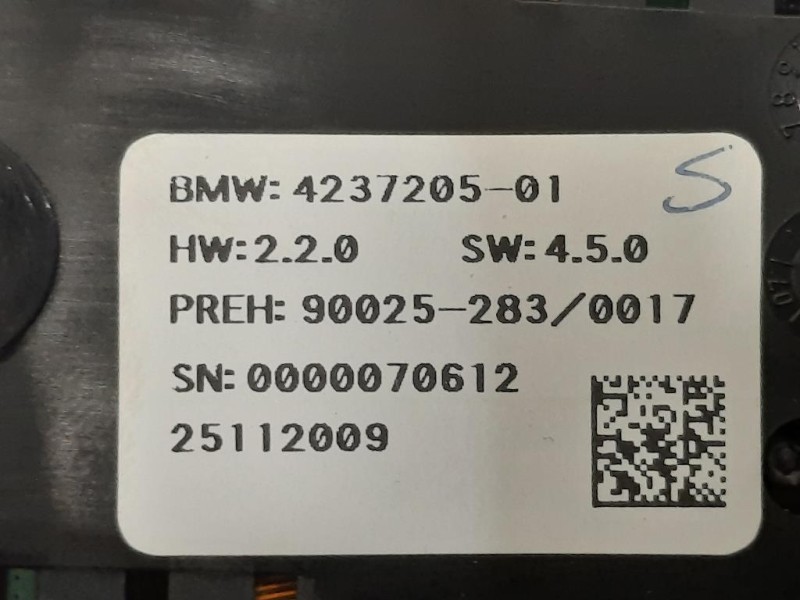 BMW: 4237205-01
S
HW: 2.2.0 SW: 4.5.0
PREH: 90025-283/0017
SN: 0000070612
25112009